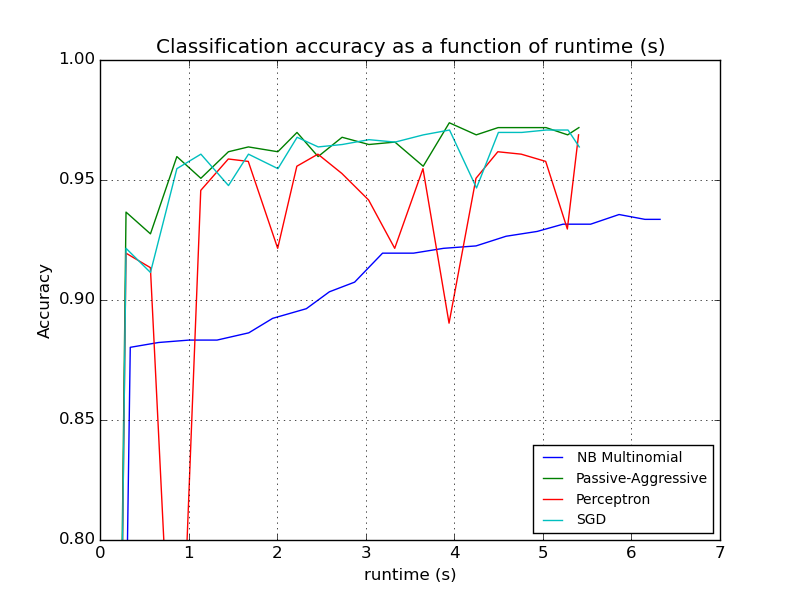 Classification accuracy as a function of runtime (s)
1.00
0.95
0.90
0.85
0.80
Accuracy
0 1 2 3 4 5 6 7
runtime (s)
NB Multinomial
Passive-Aggressive
Perceptron
SGD